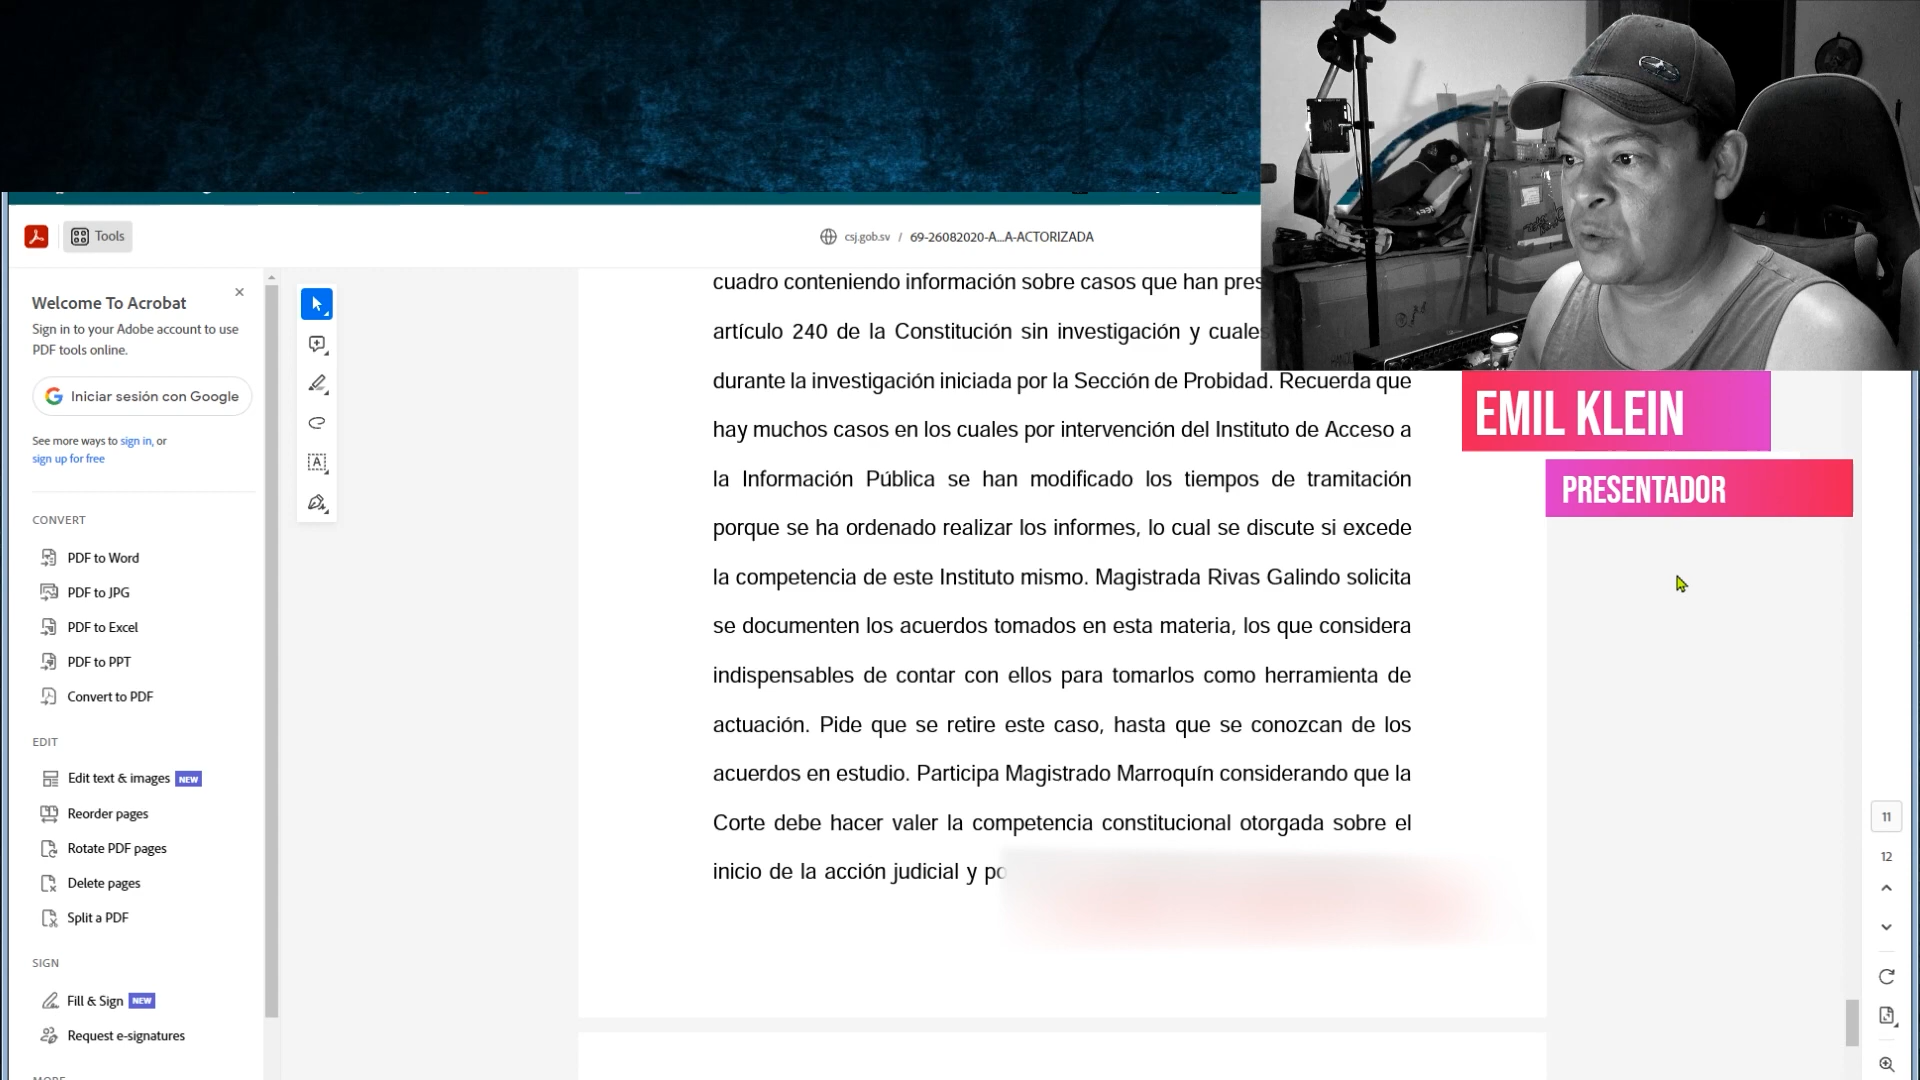 Tools
csj.gob.sv / 69-26082020-A...A-ACTORIZADA
Welcome To Acrobat
Sign in to your Adobe account to use
PDF tools online.
Iniciar sesión con Google
See more ways to sign in, or
sign up for free
CONVERT
PDF to Word
PDF to JPG
PDF to Excel
PDF to PPT
Convert to PDF
EDIT
Edit text & images NEW
Reorder pages
Rotate PDF pages
Delete pages
Split a PDF
SIGN
Fill & Sign NEW
Request e-signatures
cuadro conteniendo información sobre casos que han
artículo 240 de la Constitución sin investigación y
durante la investigación iniciada por la Sección de Probidad. Recuerda que
hay muchos casos en los cuales por intervención del Instituto de Acceso a
la Información Pública se han modificado los tiempos de tramitación
porque se ha ordenado realizar los informes, lo cual se discute si excede
la competencia de este Instituto mismo. Magistrada Rivas Galindo solicita
se documenten los acuerdos tomados en esta materia, los que considera
indispensables de contar con ellos para tomarlos como herramienta de
actuación. Pide que se retire este caso, hasta que se conozcan de los
acuerdos en estudio. Participa Magistrado Marroquín considerando que la
Corte debe hacer valer la competencia constitucional otorgada sobre el
inicio de la acción judicial y
EMIL KLEIN
PRESENTADOR
11
12